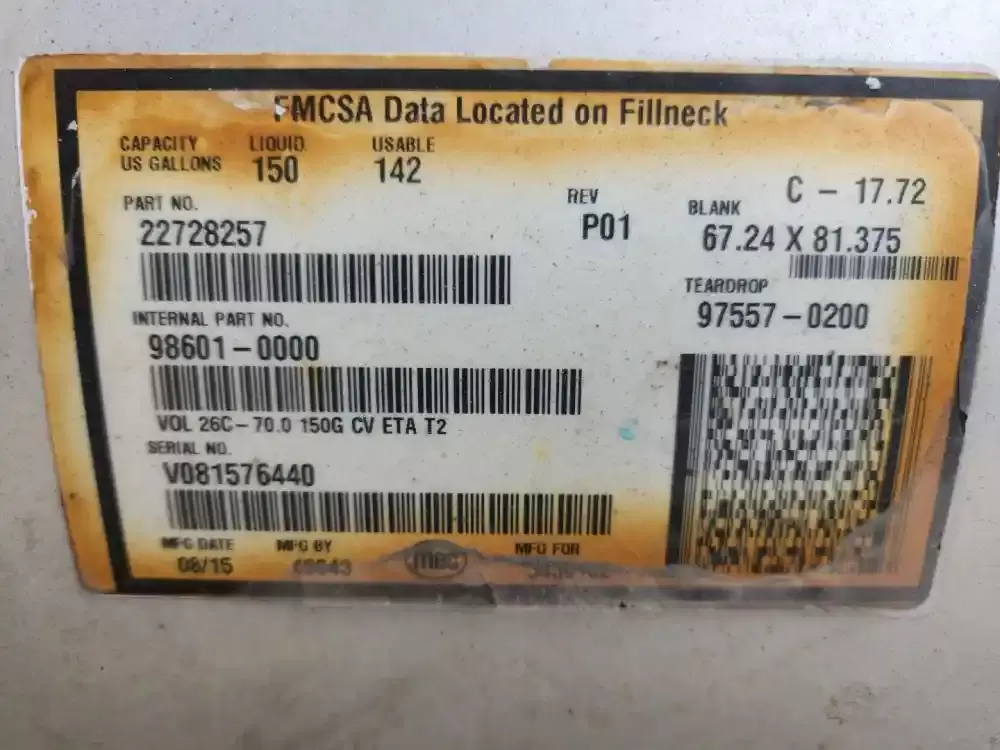 FMCSA Data Located on Fillneck
CAPACITY US GALLONS
LIQUID 150
USABLE 142
PART NO.
22728257
REV
P01
C - 17.72
BLANK
67.24 X 81.375
INTERNAL PART NO.
98601-0000
TEARDROP
97557-0200
VOL 26C-70.0 150G CV ETA T2
SERIAL NO.
V081576440
MFG DATE
08/15
MFG BY
MFG FOR